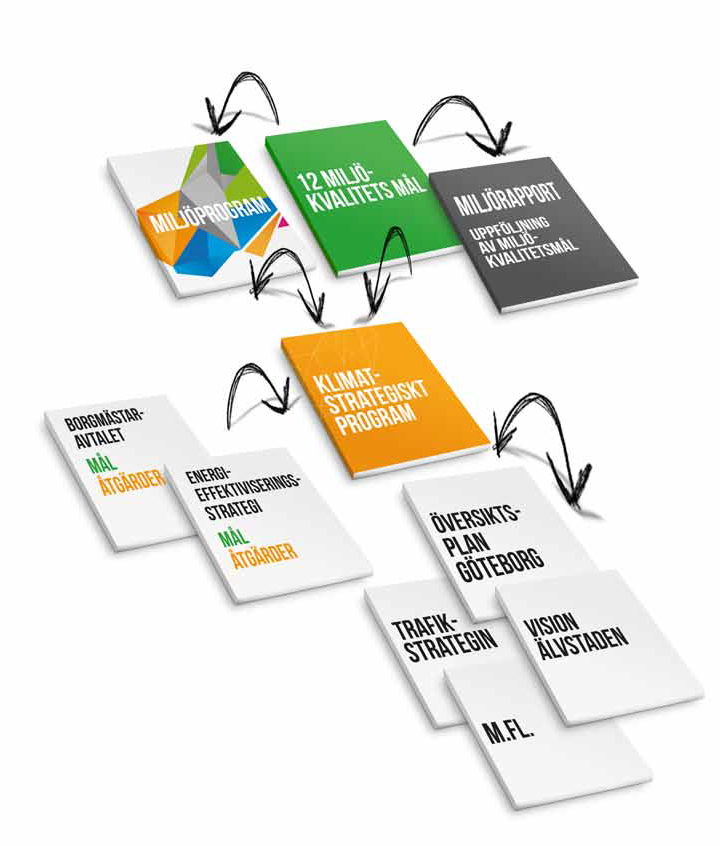 MILJÖPROGRAM
12 MILJÖ-
KVALITETS MÅL
MILJÖRAPPORT
UPPFÖLJNING
AV MILJÖ-
KVALITETSMÅL
KLIMAT-
STRATEGISKT
PROGRAM
BORGMÄSTAR-
AVTALET
MÅL
ÅTGÄRDER
ENERGI-
EFFEKTIVISERINGS-
STRATEGI
MÅL
ÅTGÄRDER
ÖVERSIKTS-
PLAN
GÖTEBORG
TRAFIK-
STRATEGIN
VISION
ÄLVSTADEN
M.FL.